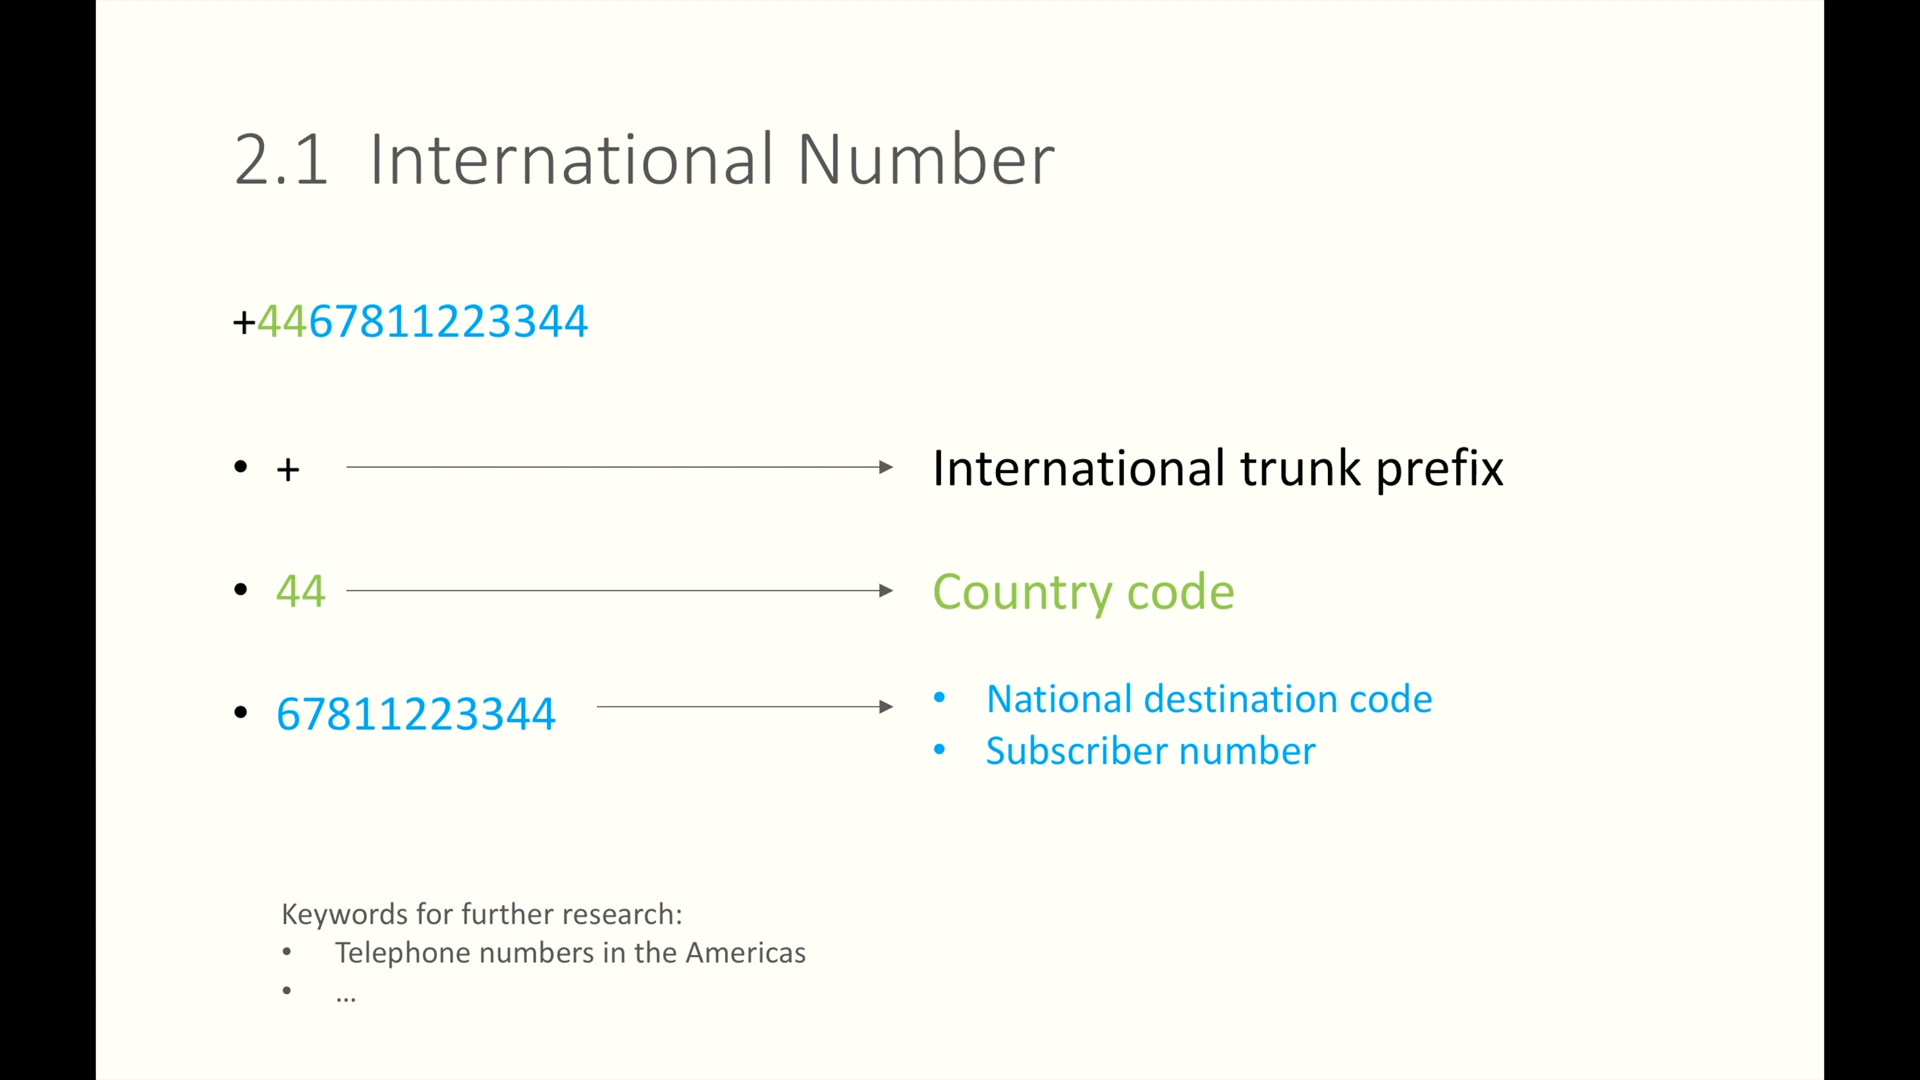 2.1 International Number
+4467811223344
• + International trunk prefix
• 44 Country code
• 67811223344
• National destination code
• Subscriber number
Keywords for further research:
• Telephone numbers in the Americas
• ...